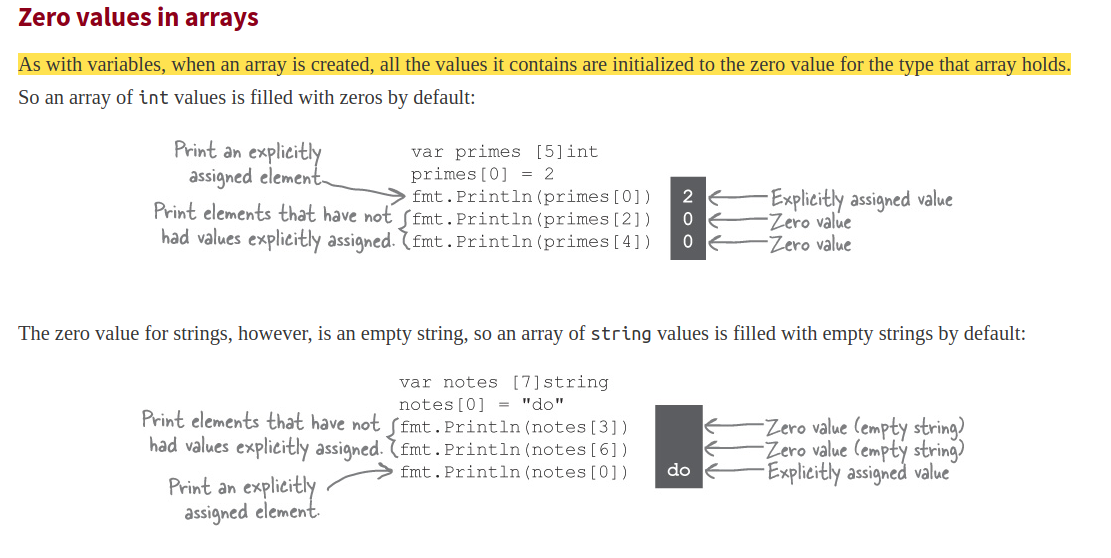 Zero values in arrays
As with variables, when an array is created, all the values it contains are initialized to the zero value for the type that array holds.
So an array of int values is filled with zeros by default:
Print an explicitly
assigned element.
Print elements that have not
had values explicitly assigned.
var primes [5]int
primes[0] = 2
fmt.Println(primes[0])
fmt.Println(primes[2])
fmt.Println(primes[4])
2
0
0
Explicitly assigned value
Zero value
Zero value
The zero value for strings, however, is an empty string, so an array of string values is filled with empty strings by default:
var notes [7]string
notes[0] = "do"
Print elements that have not
had values explicitly assigned.
fmt.Println(notes[3])
fmt.Println(notes[6])
fmt.Println(notes[0])
Print an explicitly
assigned element.
do
Zero value (empty string)
Zero value (empty string)
Explicitly assigned value